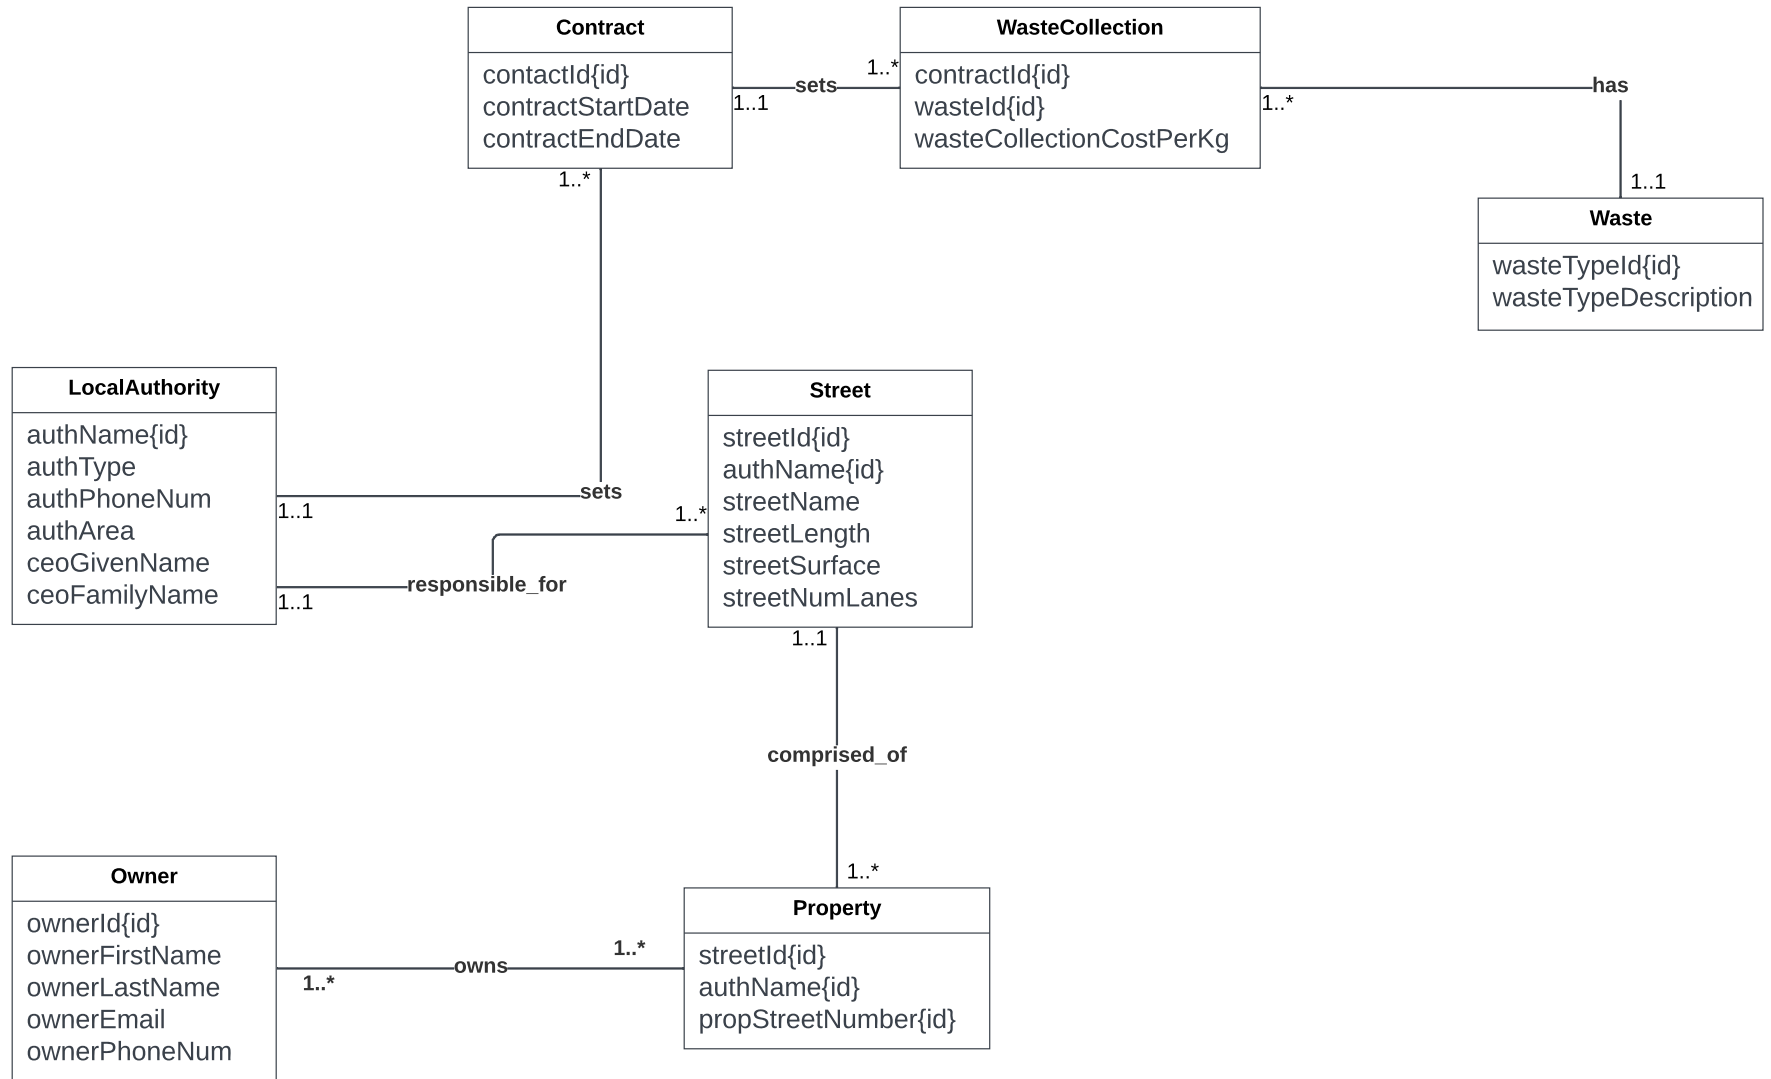 Contract
contactId{id}
contractStartDate
contractEndDate
1..1
sets
1..*
WasteCollection
contractId{id}
wasteId{id}
wasteCollectionCostPerKg
1..*
has
1..1
Waste
wasteTypeId{id}
wasteTypeDescription
1..*
sets
1..1
LocalAuthority
authName{id}
authType
authPhoneNum
authArea
ceoGivenName
ceoFamilyName
1..1
responsible_for
1..*
Street
streetId{id}
authName{id}
streetName
streetLength
streetSurface
streetNumLanes
1..1
comprised_of
1..*
Owner
ownerId{id}
ownerFirstName
ownerLastName
ownerEmail
ownerPhoneNum
1..*
owns
1..*
Property
streetId{id}
authName{id}
propStreetNumber{id}